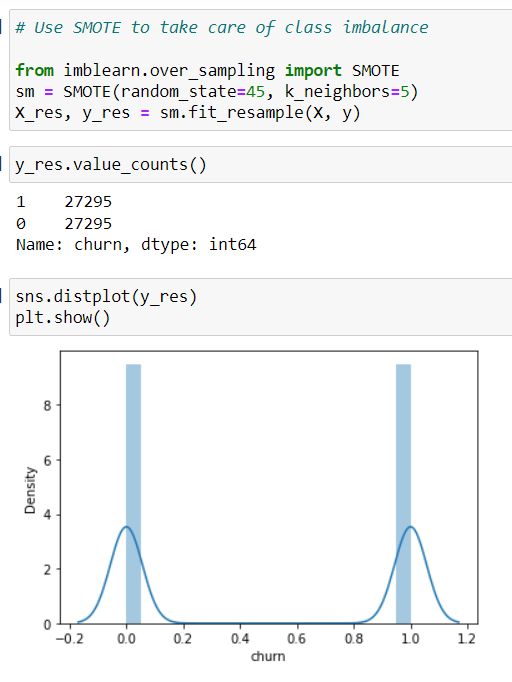 # Use SMOTE to take care of class imbalance
from imblearn.over_sampling import SMOTE
sm = SMOTE(random_state=45, k_neighbors=5)
X_res, y_res = sm.fit_resample(X, y)
y_res.value_counts()
1    27295
0    27295
Name: churn, dtype: int64
sns.distplot(y_res)
plt.show()
8
6
Density
4
2
0
−0.2 0.0 0.2 0.4 0.6 0.8 1.0 1.2
churn